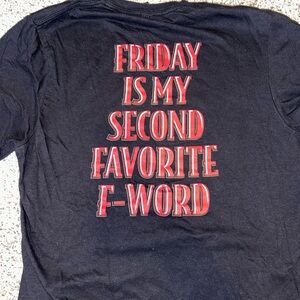 FRIDAY
IS MY
SECOND
FAVORITE
F-WORD